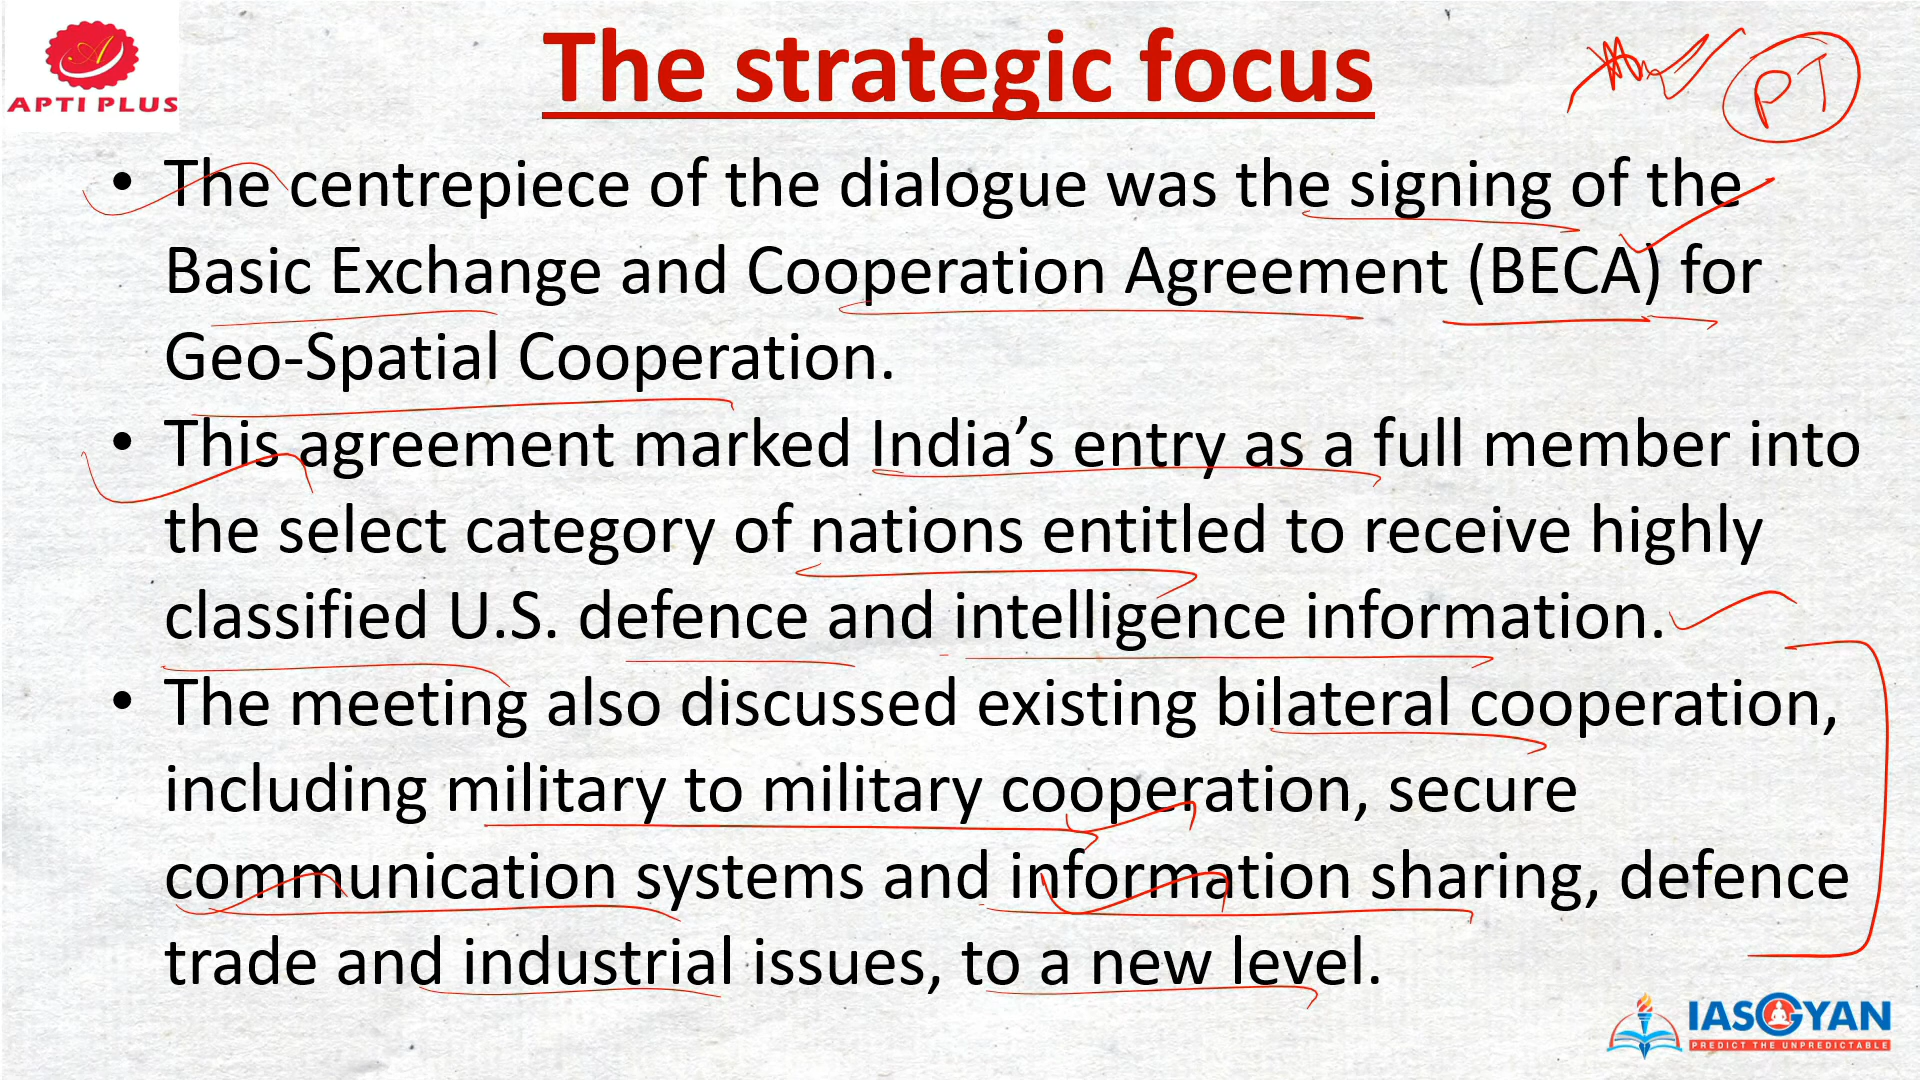 APTI PLUS
The strategic focus
PT
• The centrepiece of the dialogue was the signing of the
Basic Exchange and Cooperation Agreement (BECA) for
Geo-Spatial Cooperation.
• This agreement marked India’s entry as a full member into
the select category of nations entitled to receive highly
classified U.S. defence and intelligence information.
• The meeting also discussed existing bilateral cooperation,
including military to military cooperation, secure
communication systems and information sharing, defence
trade and industrial issues, to a new level.
IASGYAN
PREDICT THE UNPREDICTABLE